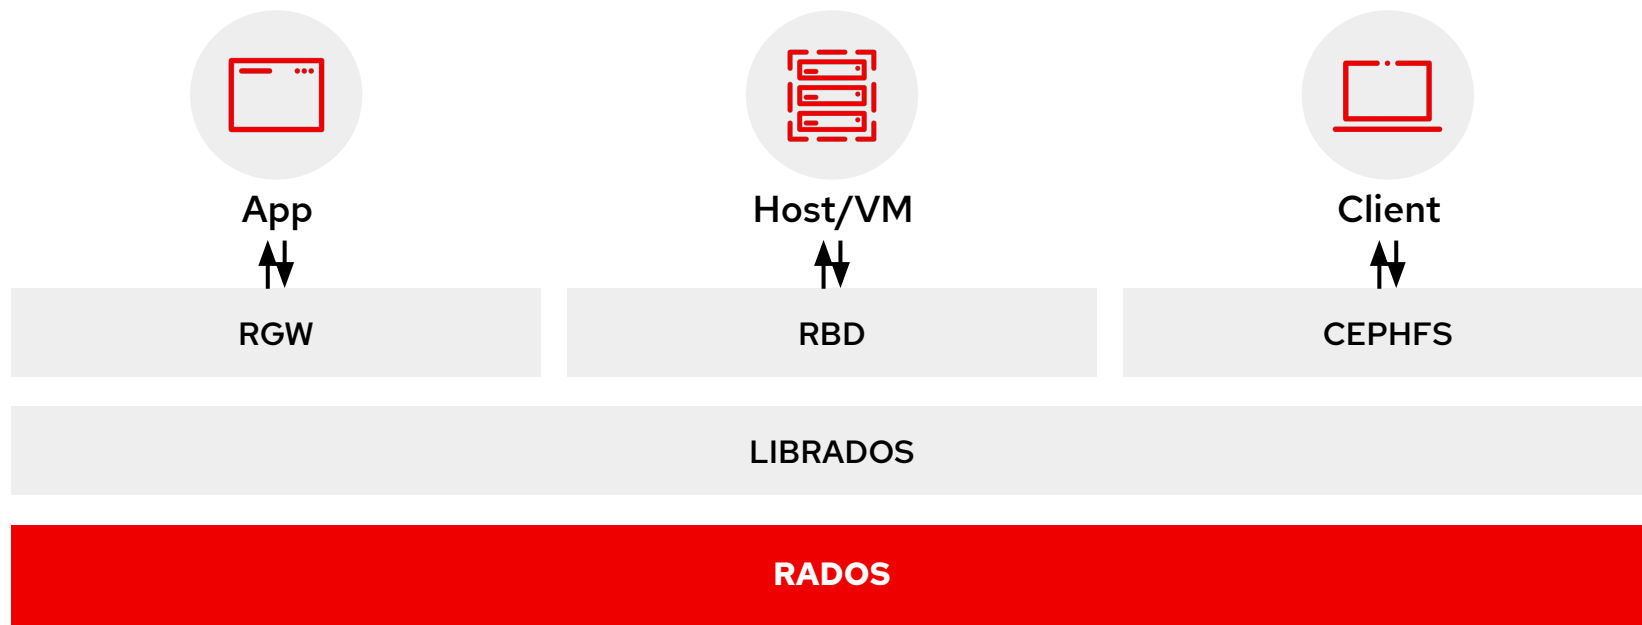 App
Host/VM
Client
RGW
RBD
CEPHFS
LIBRADOS
RADOS